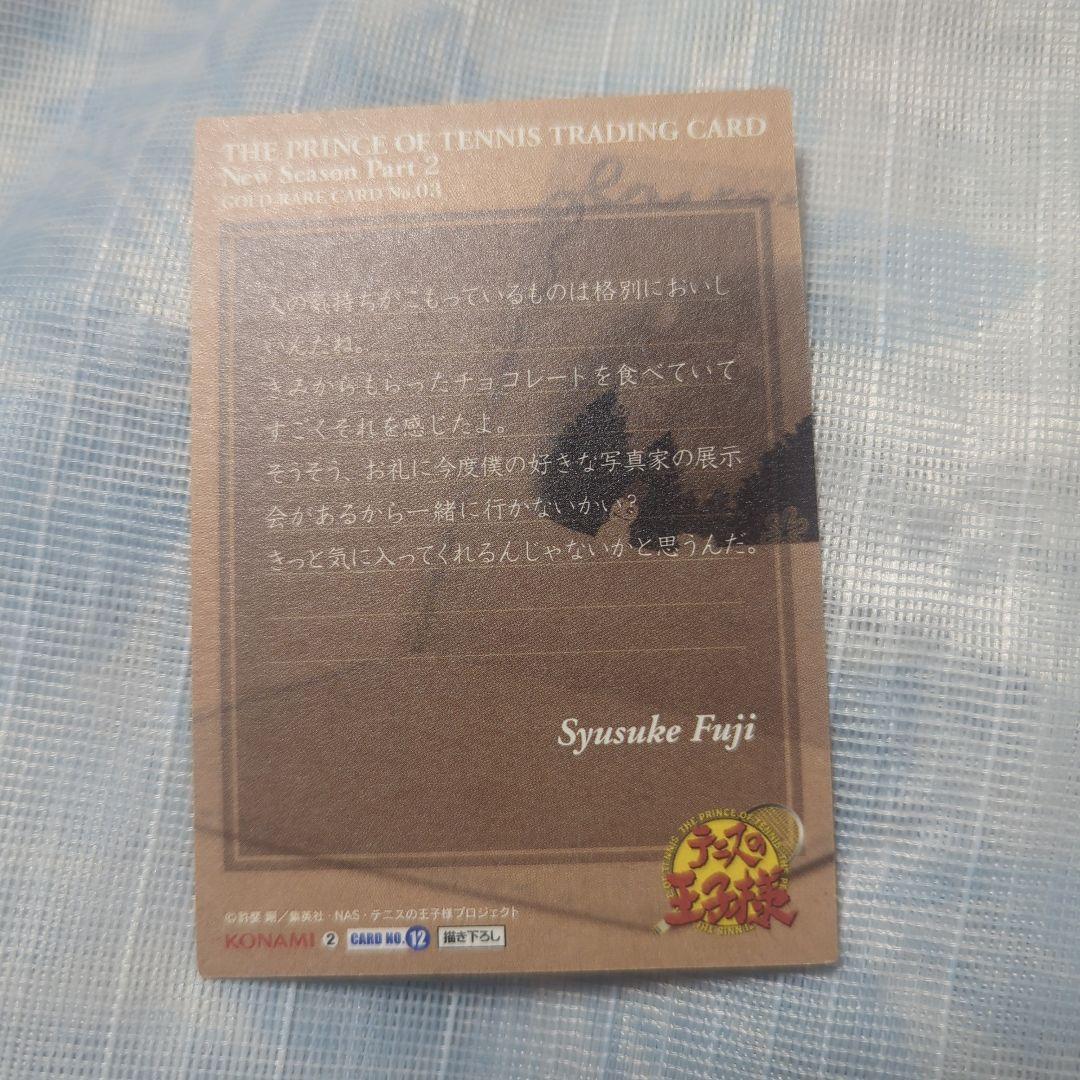 THE PRINCE OF TENNIS TRADING CARD
New Season Part 2
GOLD RARE CARD No.03
人の気持ちがこもっているものは格別においし
いんだね。
きみからもらったチョコレートを食べていて
すごくそれを感じたよ。
そうそう、お礼に今度僕の好きな写真家の展示
会があるから一緒に行かないかい?
きっと気に入ってくれるんじゃないかと思うんだ。
Syusuke Fuji
THE PRINCE OF TENNIS
テニスの
王子様
©許斐 剛/集英社・NAS・テニスの王子様プロジェクト
KONAMI 2 CARD NO. 12 描き下ろし